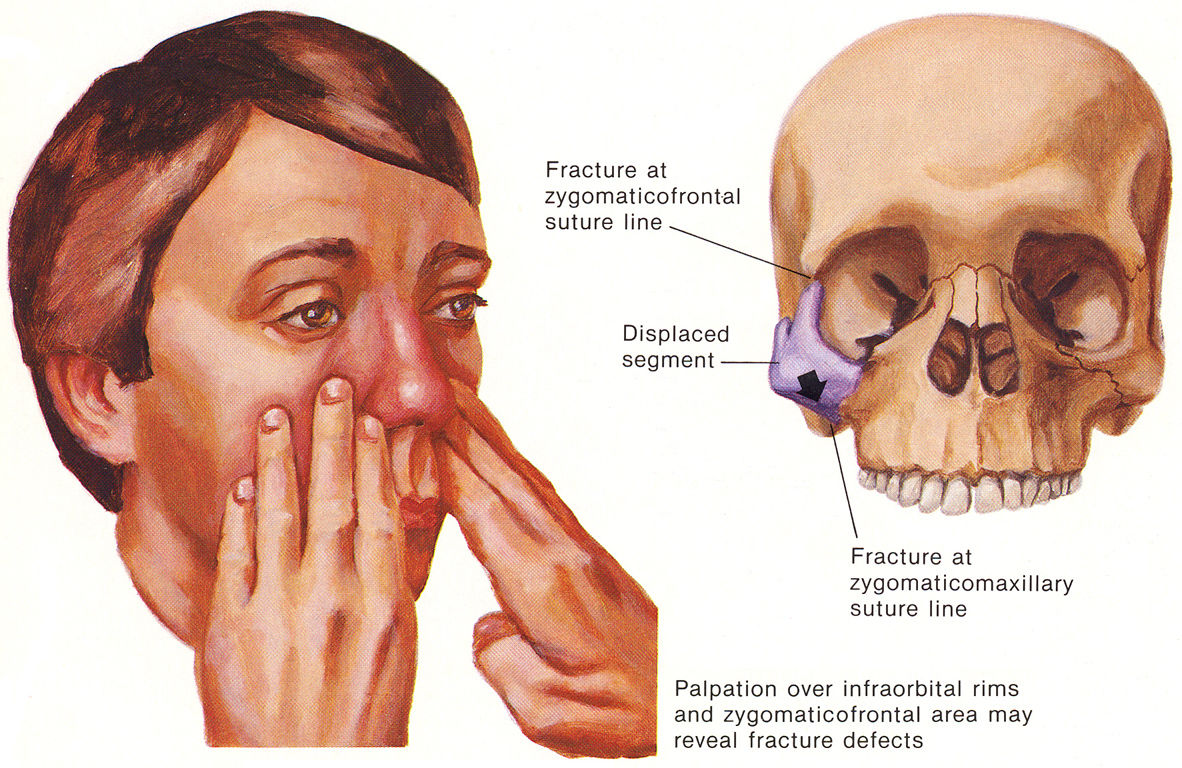 Fracture at
zygomaticofrontal
suture line
Displaced
segment
Fracture at
zygomaticomaxillary
suture line
Palpation over infraorbital rims
and zygomaticofrontal area may
reveal fracture defects